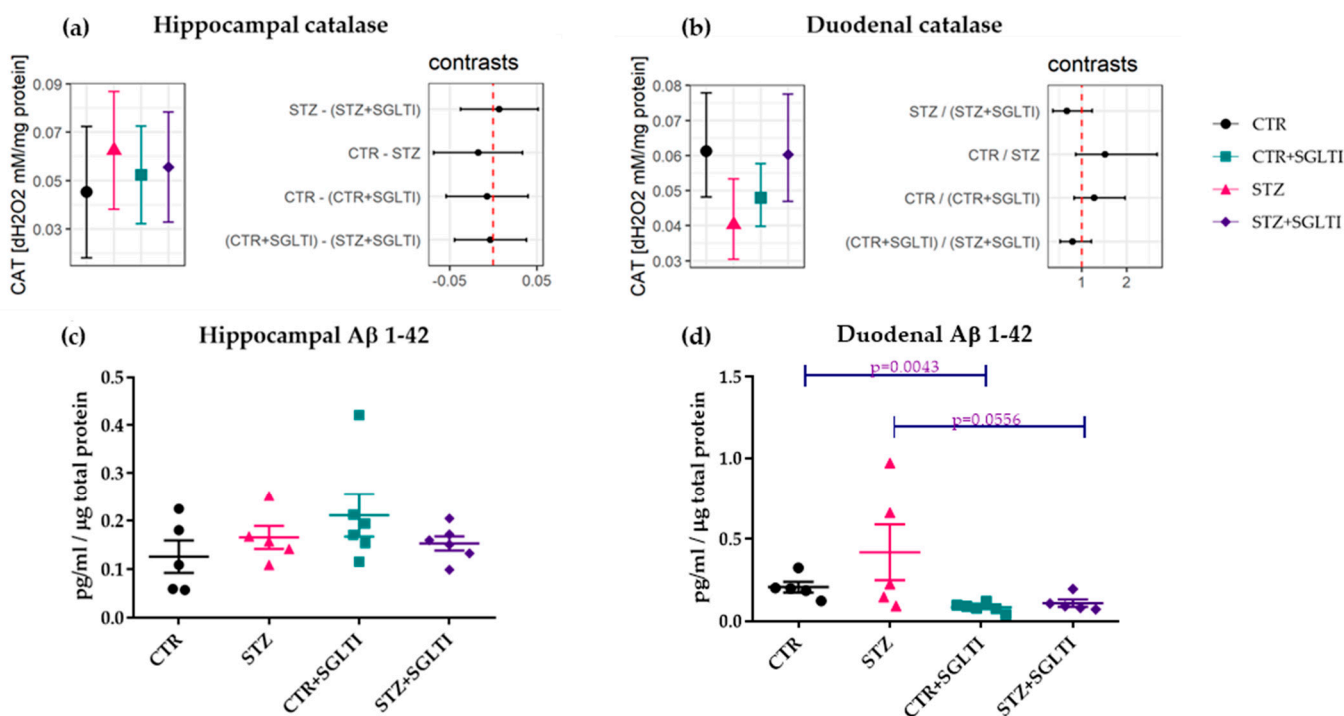 (a) Hippocampal catalase
contrasts
CAT [dH2O2 mM/mg protein]
0.09
0.07
0.05
0.03
STZ - (STZ+SGLTI)
CTR - STZ
CTR - (CTR+SGLTI)
(CTR+SGLTI) - (STZ+SGLTI)
-0.05 0.05
(b) Duodenal catalase
contrasts
CAT [dH2O2 mM/mg protein]
0.08
0.07
0.06
0.05
0.04
0.03
STZ / (STZ+SGLTI)
CTR / STZ
CTR / (CTR+SGLTI)
(CTR+SGLTI) / (STZ+SGLTI)
1 2
CTR
CTR+SGLTI
STZ
STZ+SGLTI
(c) Hippocampal Aβ 1-42
pg/ml / µg total protein
0.5
0.4
0.3
0.2
0.1
0.0
CTR STZ CTR+SGLTI STZ+SGLTI
(d) Duodenal Aβ 1-42
p=0.0043
p=0.0556
pg/ml / µg total protein
1.5
1.0
0.5
0.0
CTR STZ CTR+SGLTI STZ+SGLTI